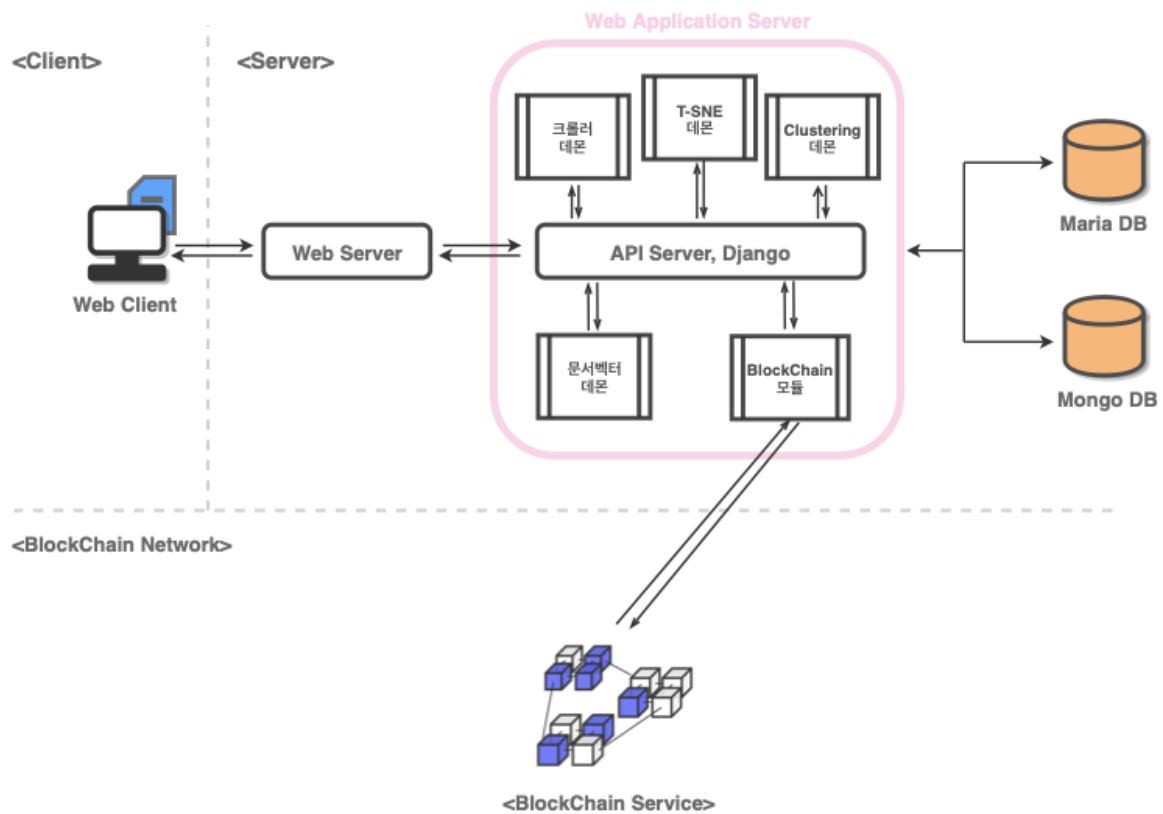 Web Application Server
<Client>
<Server>
크롤러
데몬
T-SNE
데몬
Clustering
데몬
Maria DB
Web Server
API Server, Django
Web Client
문서벡터
데몬
BlockChain
모듈
Mongo DB
<BlockChain Network>
<BlockChain Service>